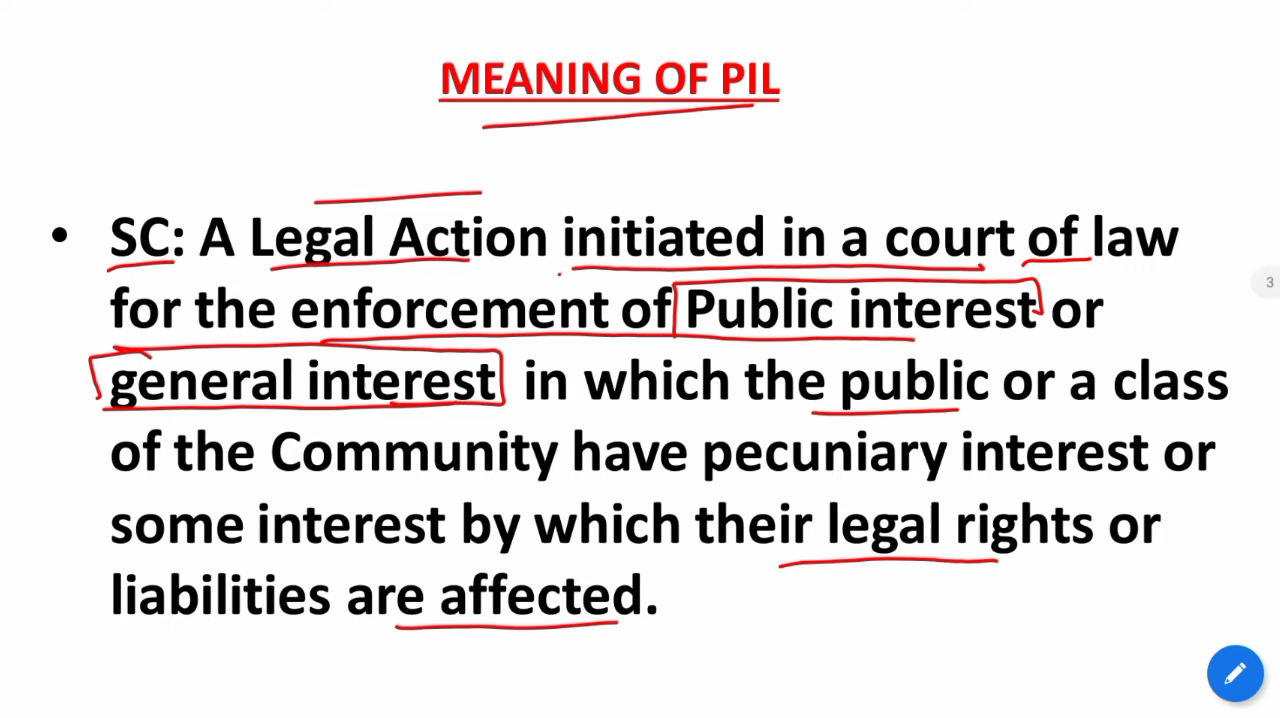 MEANING OF PIL
• SC: A Legal Action initiated in a court of law
for the enforcement of Public interest or
general interest in which the public or a class
of the Community have pecuniary interest or
some interest by which their legal rights or
liabilities are affected.
3